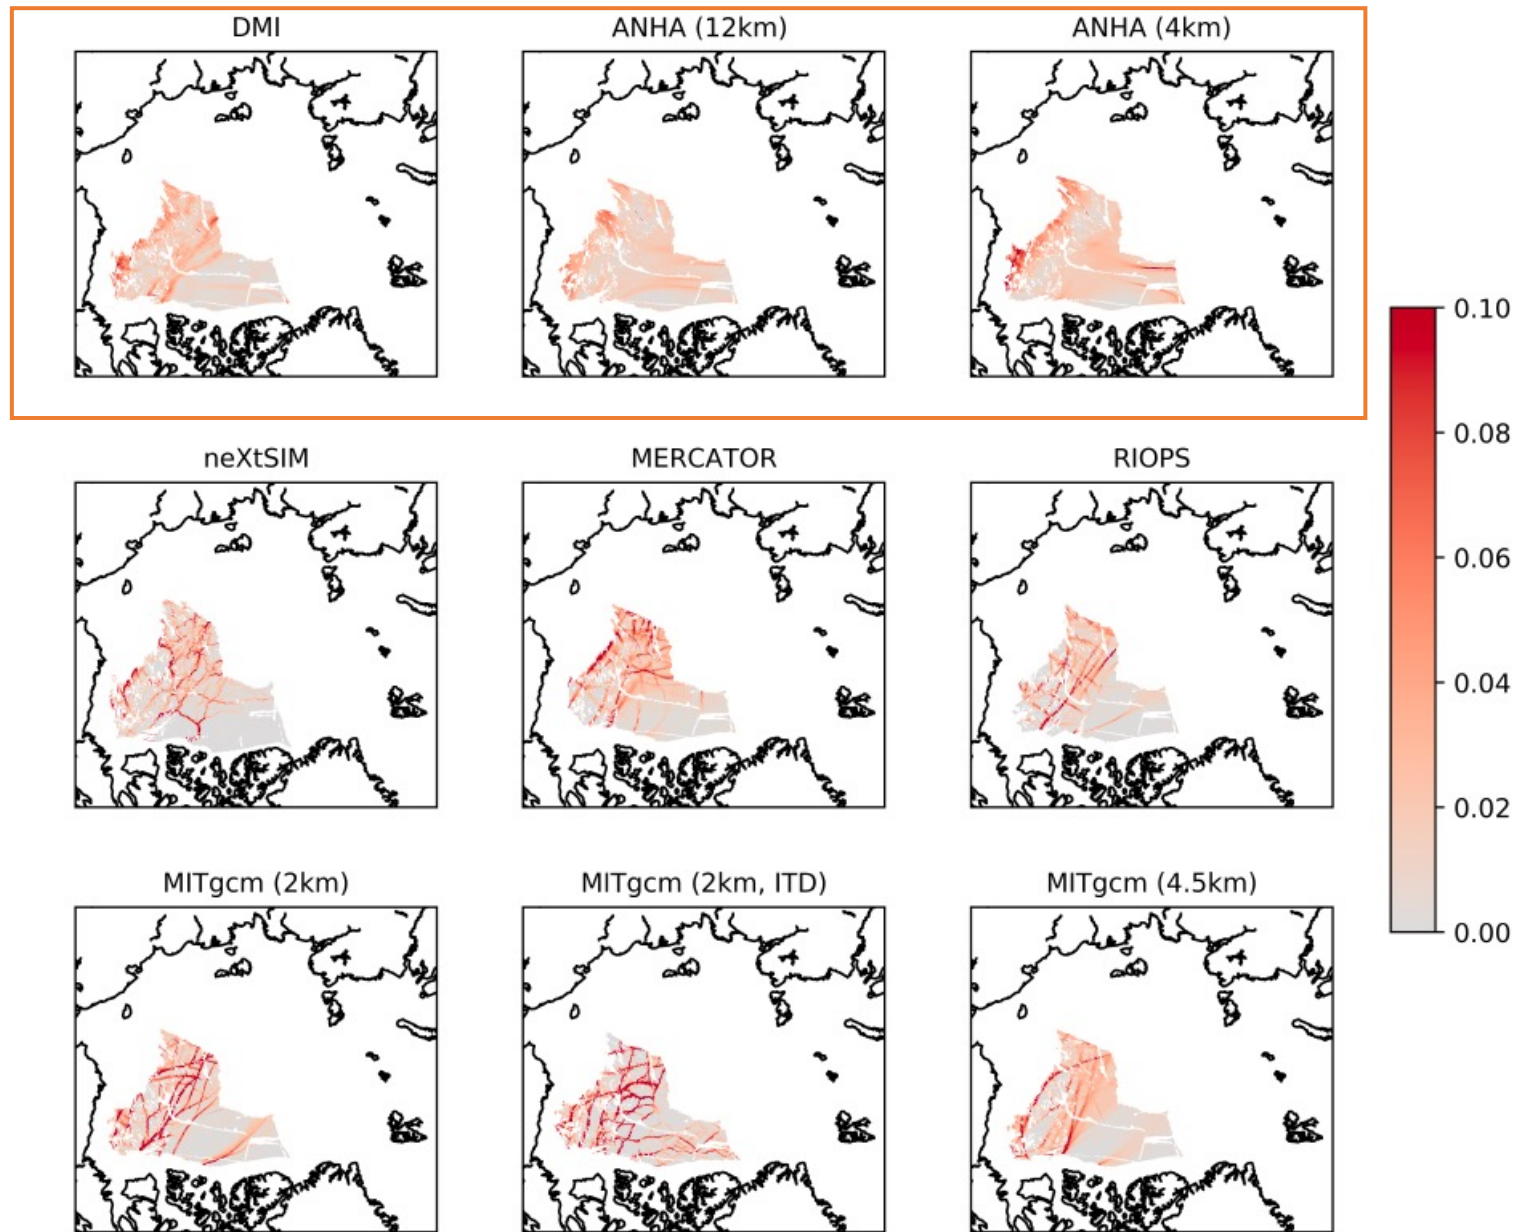 DMI ANHA (12km) ANHA (4km)
neXtSIM MERCATOR RIOPS
0.10
0.08
0.06
0.04
0.02
0.00
MITgcm (2km) MITgcm (2km, ITD) MITgcm (4.5km)